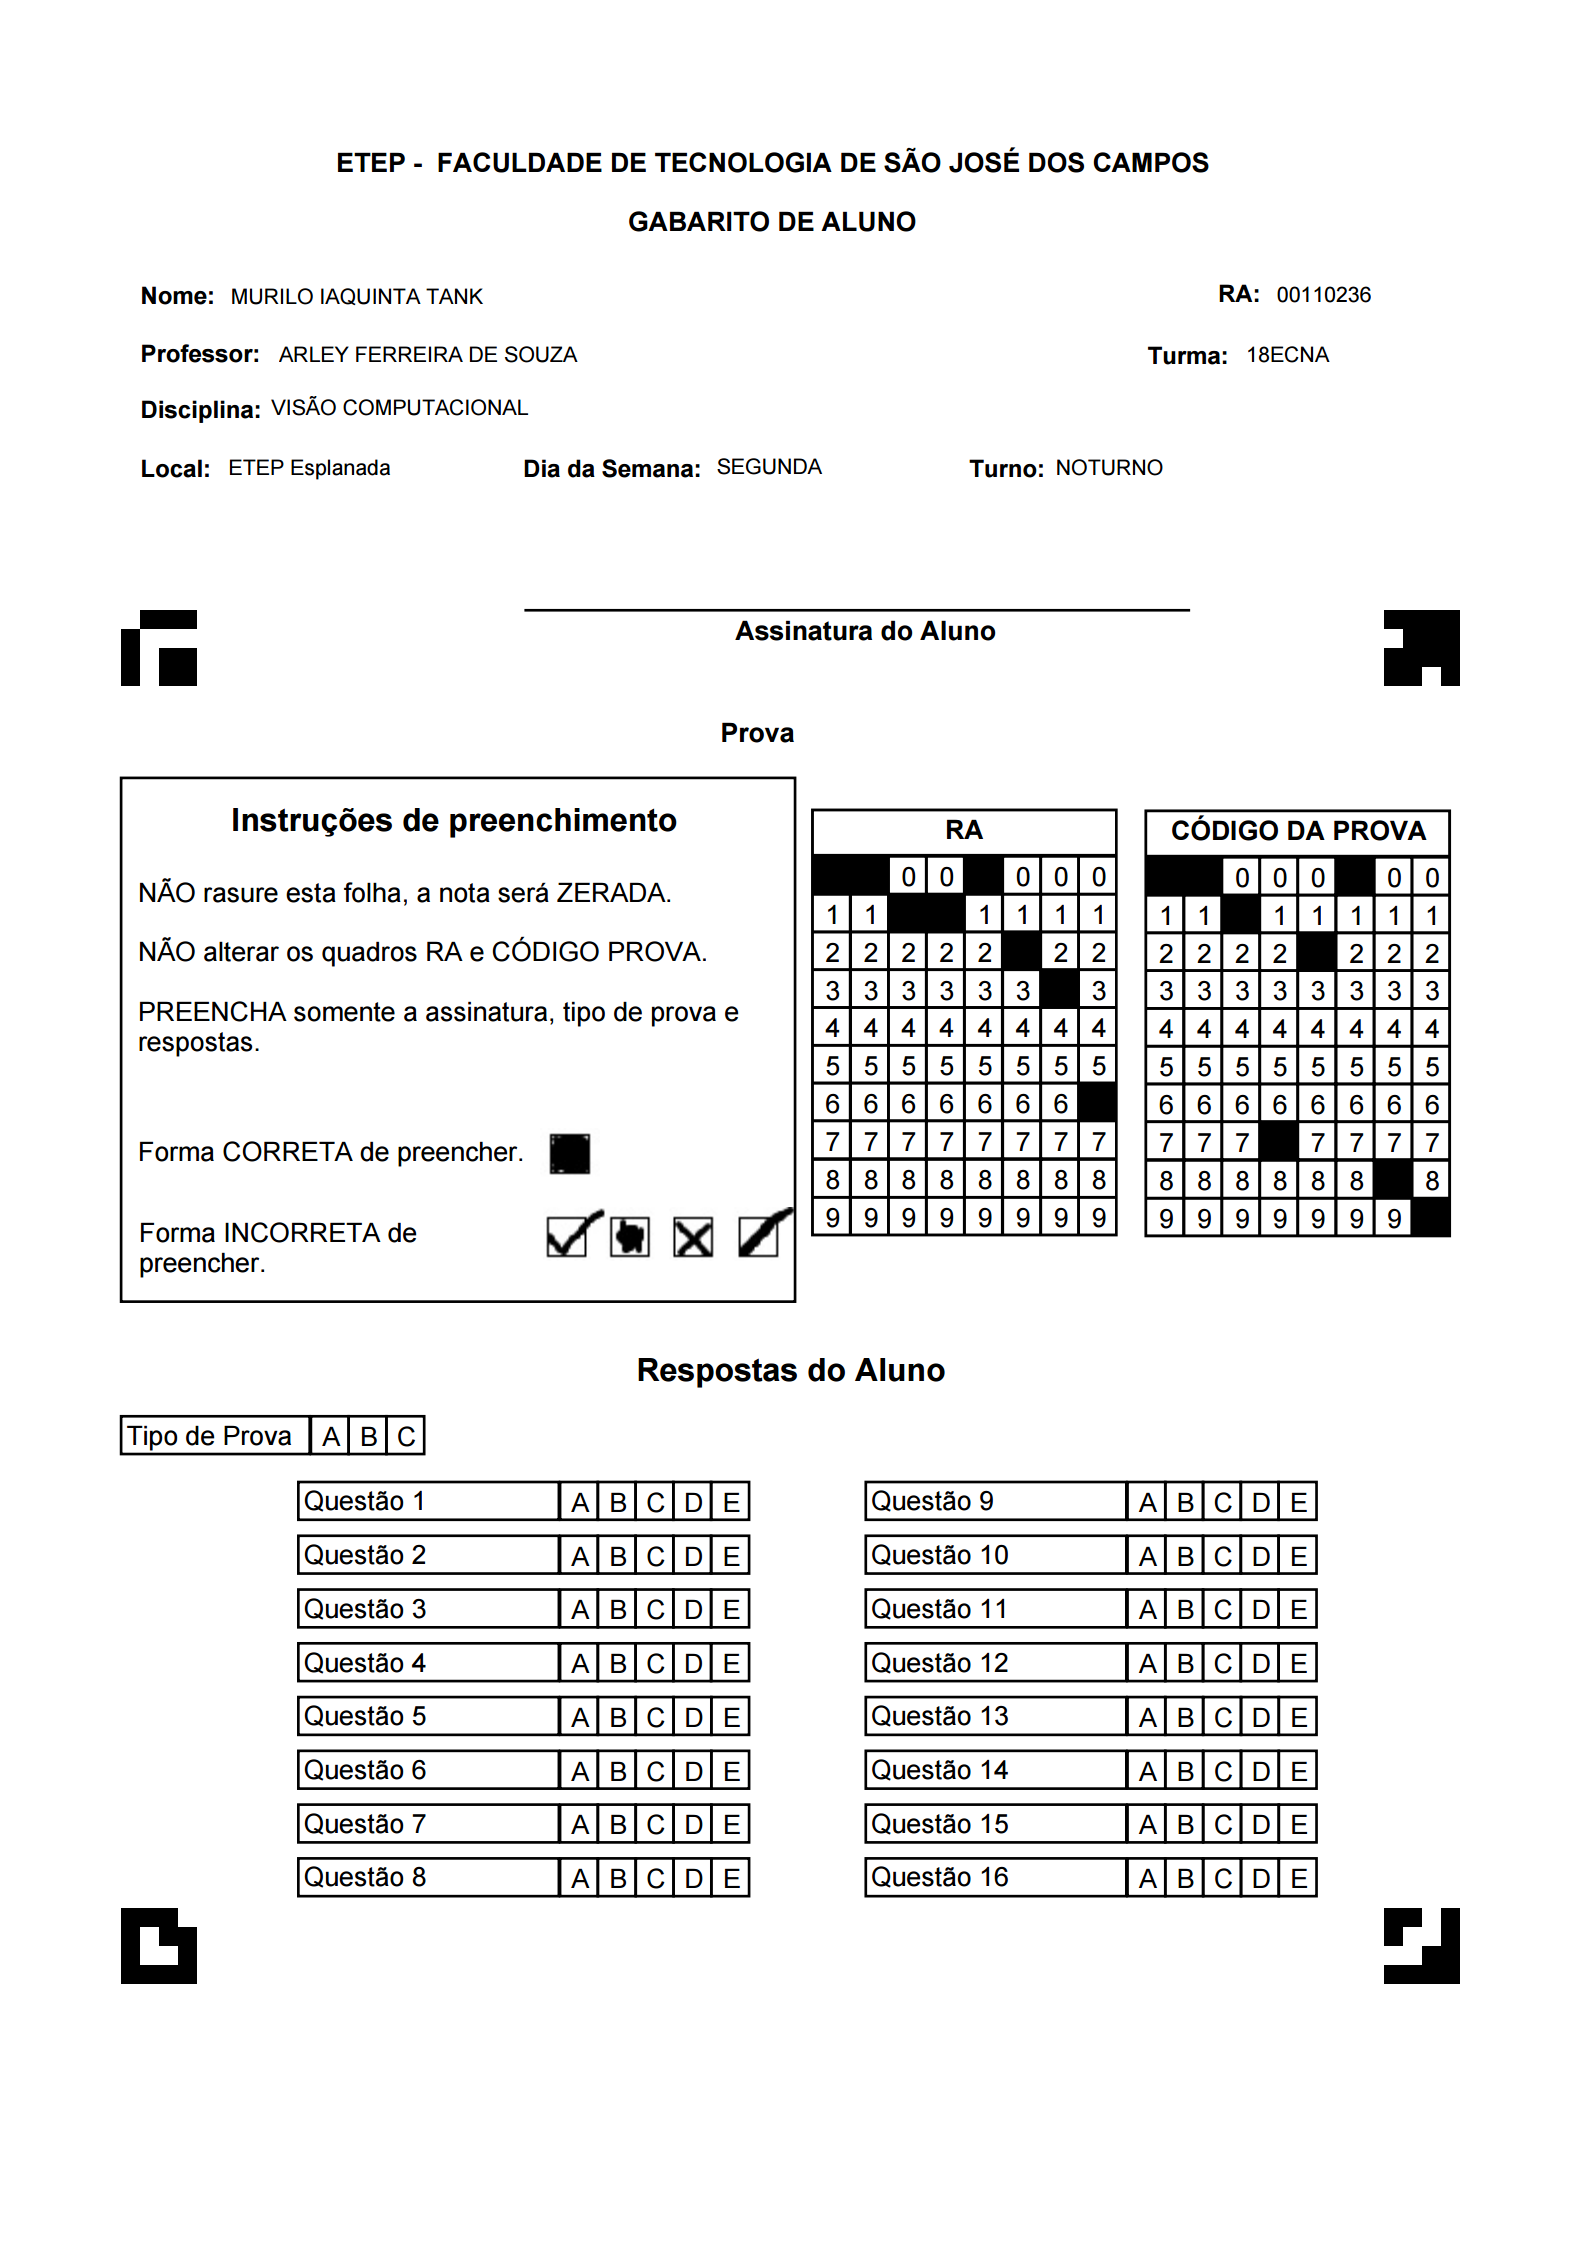 ETEP - FACULDADE DE TECNOLOGIA DE SÃO JOSÉ DOS CAMPOS
GABARITO DE ALUNO
Nome: MURILO IAQUINTA TANK RA: 00110236
Professor: ARLEY FERREIRA DE SOUZA Turma: 18ECNA
Disciplina: VISÃO COMPUTACIONAL
Local: ETEP Esplanada Dia da Semana: SEGUNDA Turno: NOTURNO
Assinatura do Aluno
Prova
Instruções de preenchimento
NÃO rasure esta folha, a nota será ZERADA.
NÃO alterar os quadros RA e CÓDIGO PROVA.
PREENCHA somente a assinatura, tipo de prova e
respostas.
Forma CORRETA de preencher.
Forma INCORRETA de
preencher.
RA
0 0 0 0 0
1 1 1 1 1 1
2 2 2 2 2 2 2
3 3 3 3 3 3 3
4 4 4 4 4 4 4 4
5 5 5 5 5 5 5 5
6 6 6 6 6 6 6
7 7 7 7 7 7 7 7
8 8 8 8 8 8 8 8
9 9 9 9 9 9 9 9
CÓDIGO DA PROVA
0 0 0 0 0
1 1 1 1 1 1 1
2 2 2 2 2 2 2
3 3 3 3 3 3 3 3
4 4 4 4 4 4 4 4
5 5 5 5 5 5 5 5
6 6 6 6 6 6 6 6
7 7 7 7 7 7 7
8 8 8 8 8 8 8
9 9 9 9 9 9 9
Respostas do Aluno
Tipo de Prova A B C
Questão 1 A B C D E
Questão 2 A B C D E
Questão 3 A B C D E
Questão 4 A B C D E
Questão 5 A B C D E
Questão 6 A B C D E
Questão 7 A B C D E
Questão 8 A B C D E
Questão 9 A B C D E
Questão 10 A B C D E
Questão 11 A B C D E
Questão 12 A B C D E
Questão 13 A B C D E
Questão 14 A B C D E
Questão 15 A B C D E
Questão 16 A B C D E